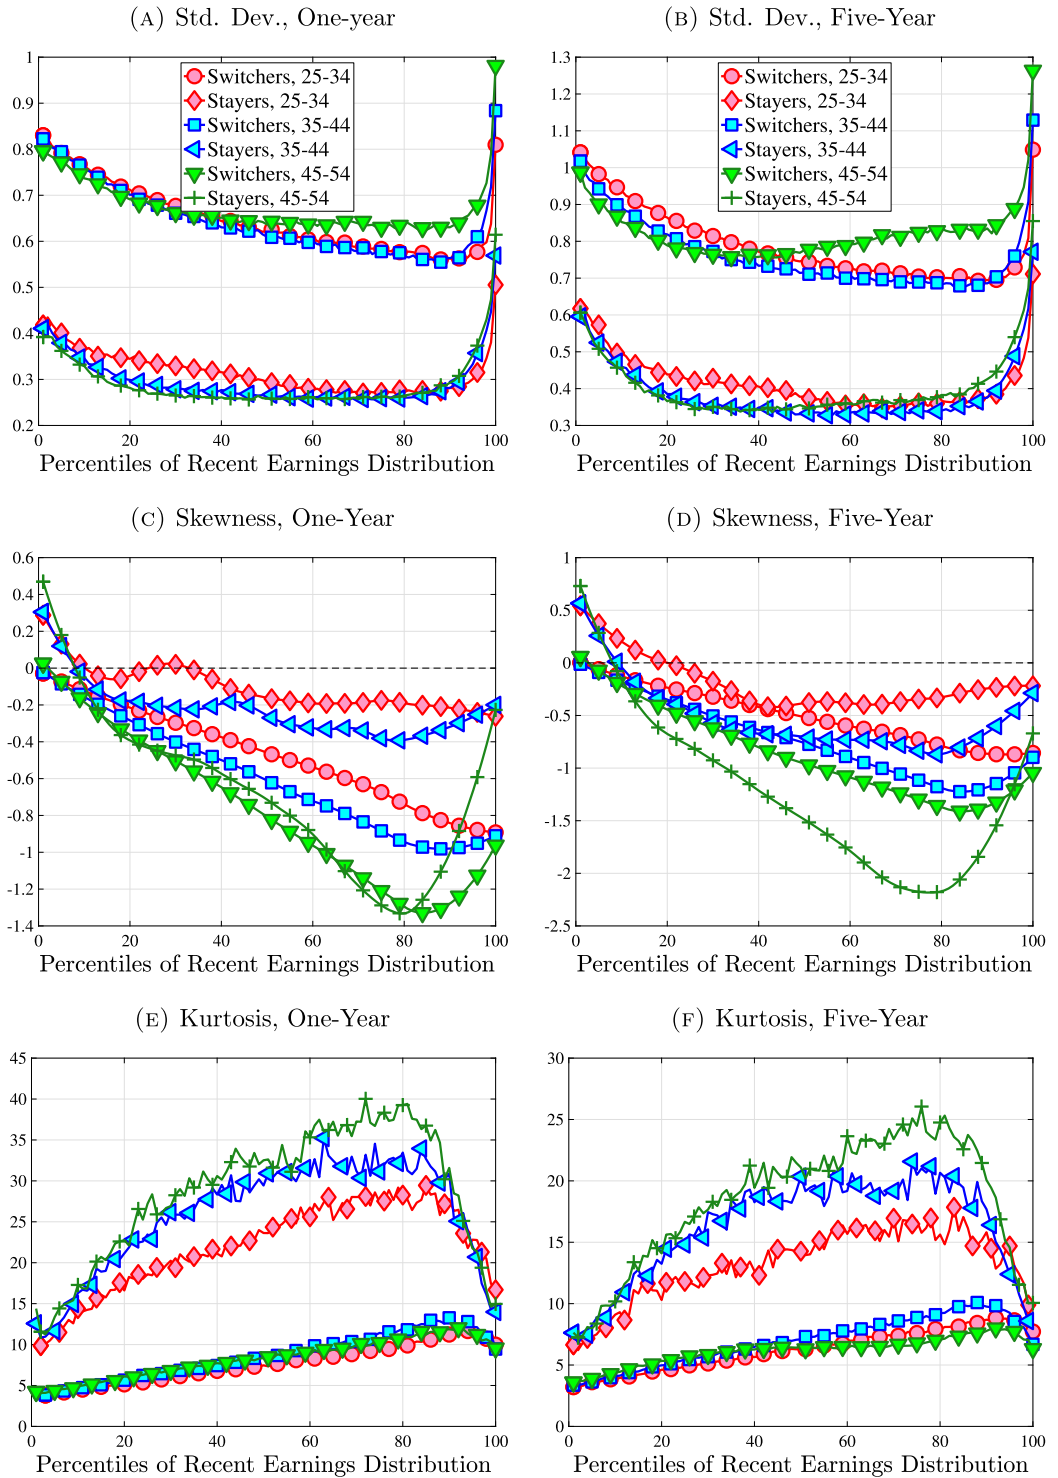 (A) Std. Dev., One-year
(B) Std. Dev., Five-Year
1
0.9
0.8
0.7
0.6
0.5
0.4
0.3
0.2
Switchers, 25-34
Stayers, 25-34
Switchers, 35-44
Stayers, 35-44
Switchers, 45-54
Stayers, 45-54
0 20 40 60 80 100
Percentiles of Recent Earnings Distribution
1.3
1.2
1.1
1
0.9
0.8
0.7
0.6
0.5
0.4
0.3
Switchers, 25-34
Stayers, 25-34
Switchers, 35-44
Stayers, 35-44
Switchers, 45-54
Stayers, 45-54
0 20 40 60 80 100
Percentiles of Recent Earnings Distribution
(C) Skewness, One-Year
(D) Skewness, Five-Year
0.6
0.4
0.2
0
-0.2
-0.4
-0.6
-0.8
-1
-1.2
-1.4
0 20 40 60 80 100
Percentiles of Recent Earnings Distribution
1
0.5
0
-0.5
-1
-1.5
-2
-2.5
0 20 40 60 80 100
Percentiles of Recent Earnings Distribution
(E) Kurtosis, One-Year
(F) Kurtosis, Five-Year
45
40
35
30
25
20
15
10
5
0
0 20 40 60 80 100
Percentiles of Recent Earnings Distribution
30
25
20
15
10
5
0
0 20 40 60 80 100
Percentiles of Recent Earnings Distribution